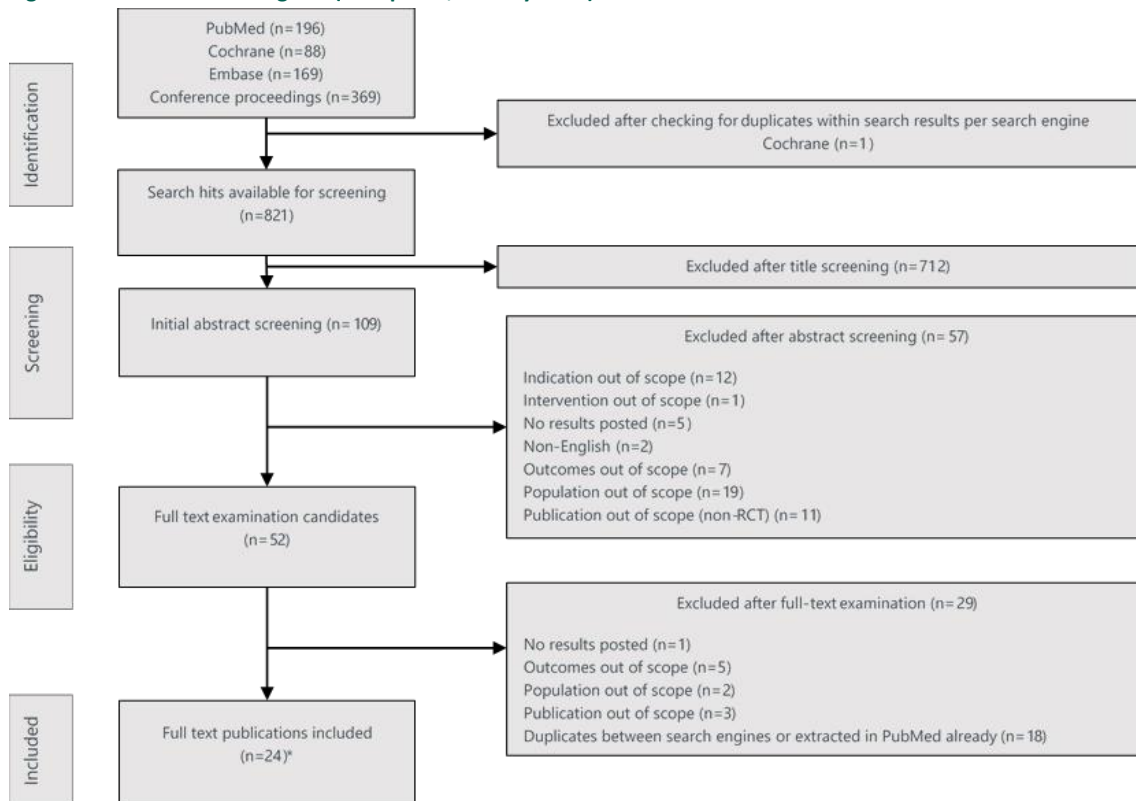 PubMed (n=196)
Cochrane (n=88)
Embase (n=169)
Conference proceedings (n=369)
Identification
Excluded after checking for duplicates within search results per search engine
Cochrane (n=1)
Search hits available for screening
(n=821)
Screening
Excluded after title screening (n=712)
Initial abstract screening (n=109)
Excluded after abstract screening (n=57)
Indication out of scope (n=12)
Intervention out of scope (n=1)
No results posted (n=5)
Non-English (n=2)
Outcomes out of scope (n=7)
Population out of scope (n=19)
Publication out of scope (non-RCT) (n=11)
Eligibility
Full text examination candidates
(n=52)
Excluded after full-text examination (n=29)
No results posted (n=1)
Outcomes out of scope (n=5)
Population out of scope (n=2)
Publication out of scope (n=3)
Duplicates between search engines or extracted in PubMed already (n=18)
Included
Full text publications included
(n=24)*